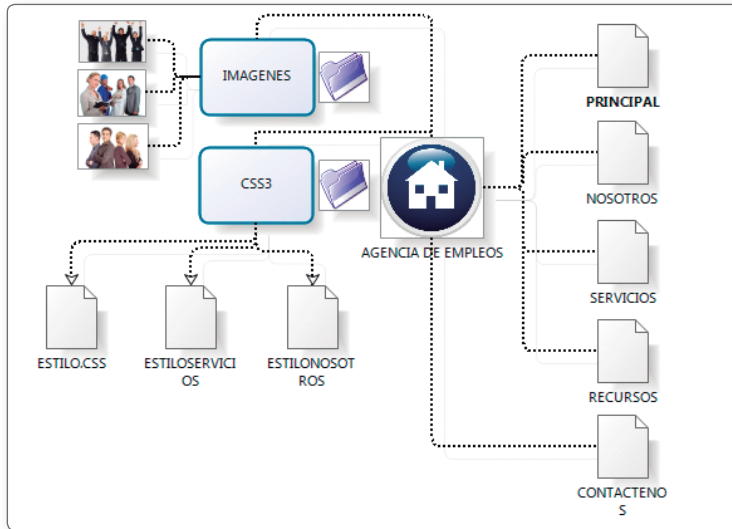 IMAGENES
CSS3
AGENCIA DE EMPLEOS
ESTILO.CSS
ESTILOSERVICI
OS
ESTILONOSOT
ROS
PRINCIPAL
NOSOTROS
SERVICIOS
RECURSOS
CONTACTENO
S